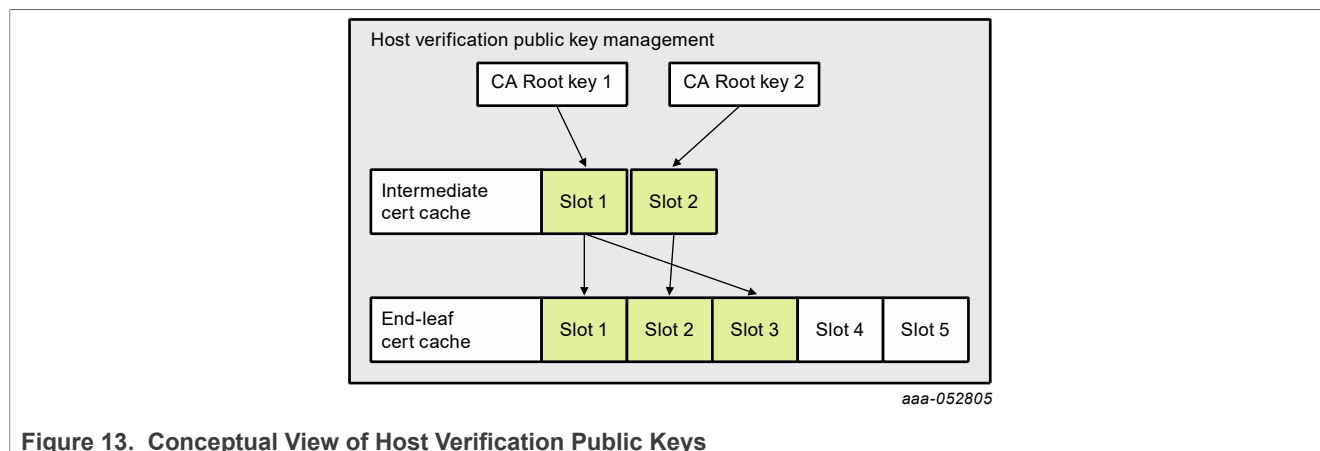 Host verification public key management
CA Root key 1
CA Root key 2
Intermediate
cert cache
Slot 1
Slot 2
End-leaf
cert cache
Slot 1
Slot 2
Slot 3
Slot 4
Slot 5
aaa-052805
Figure 13. Conceptual View of Host Verification Public Keys